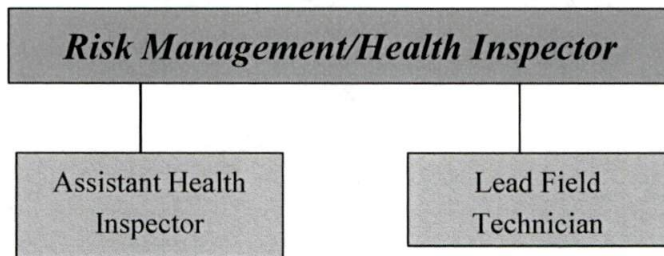 Risk Management/Health Inspector
Assistant Health
Inspector
Lead Field
Technician